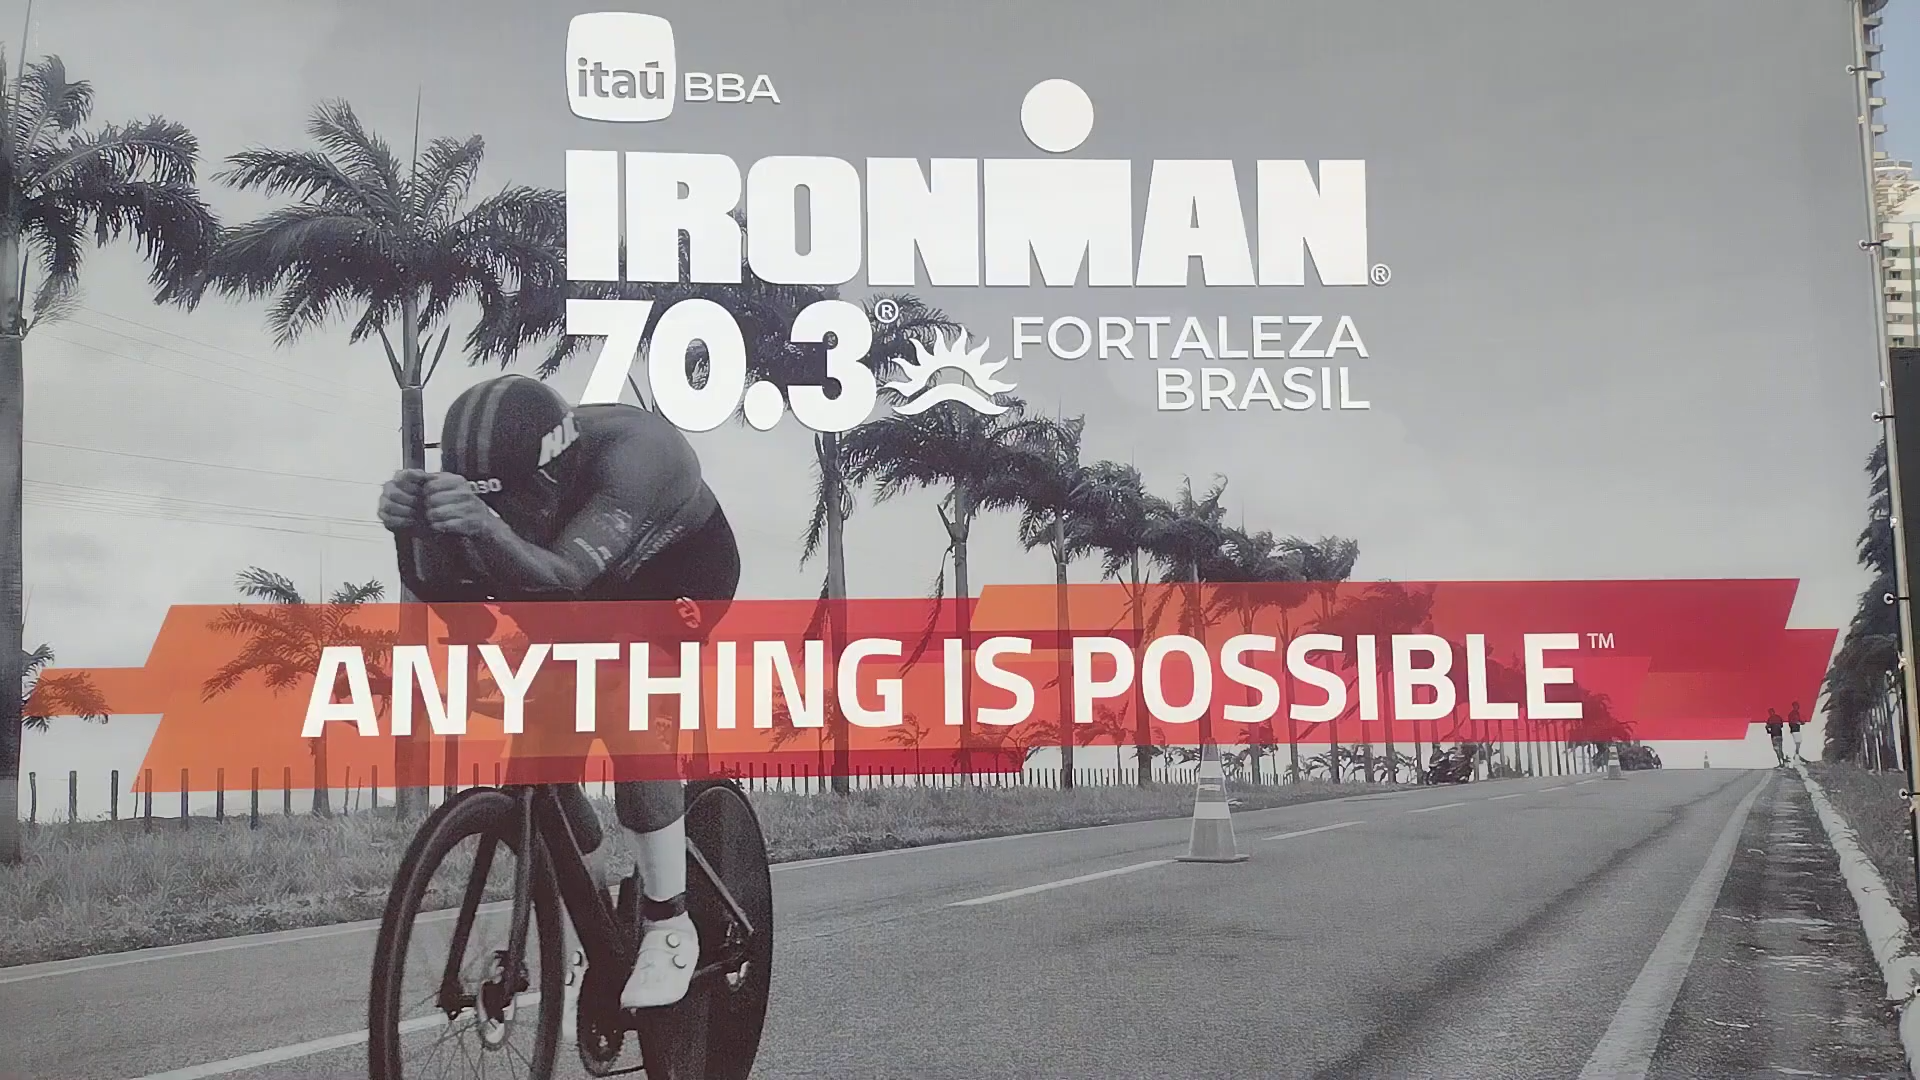 itaú BBA
IRONMAN®
70.3® FORTALEZA
BRASIL
ANYTHING IS POSSIBLE™